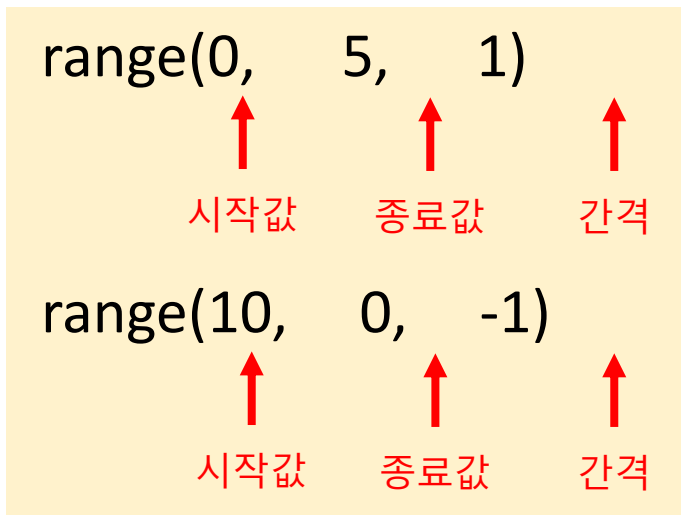 range(0, 5, 1)
시작값 종료값 간격
range(10, 0, -1)
시작값 종료값 간격